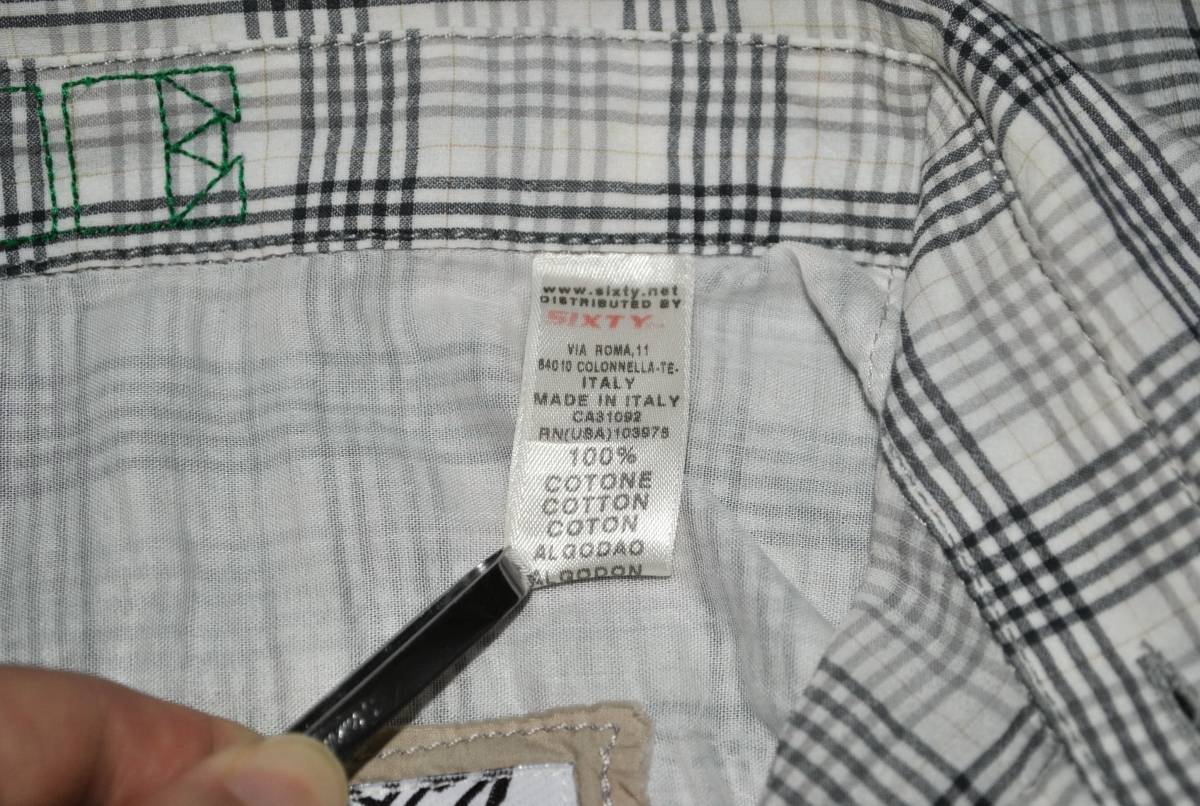 www.sixty.net
DISTRIBUTED BY
SIXTY
VIA ROMA,11
64010 COLONNELLA-TE-
ITALY
MADE IN ITALY
CA31092
RN(USA)103975
100%
COTONE
COTTON
COTON
ALGODAO
ALGODON